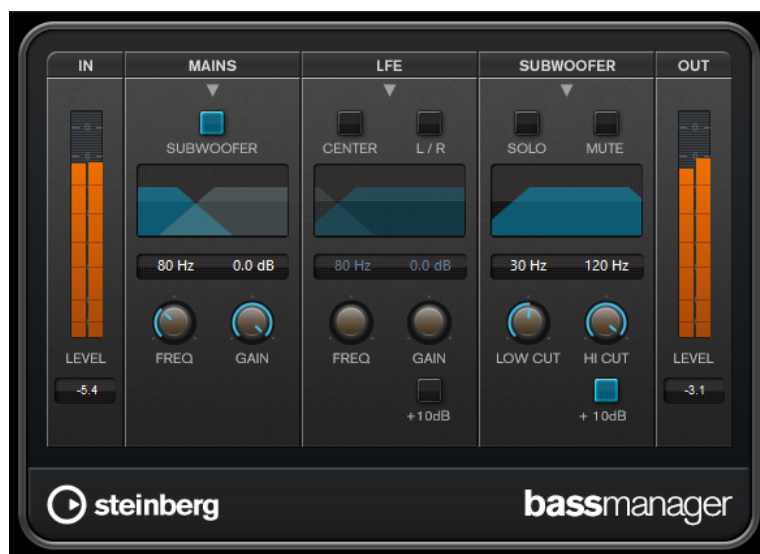 IN MAINS LFE SUBWOOFER OUT
SUBWOOFER CENTER L / R SOLO MUTE
80 Hz 0.0 dB 80 Hz 0.0 dB 30 Hz 120 Hz
LEVEL FREQ GAIN FREQ GAIN LOW CUT HI CUT LEVEL
-5.4 -3.1
+10dB + 10dB
steinberg bassmanager